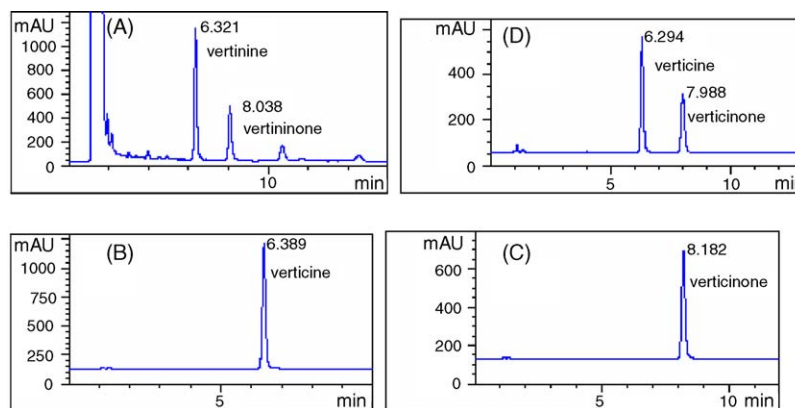 mAU
(A)
6.321
1000
vertinine
800
600
8.038
400
vertininone
200
0
10
min
mAU
(D)
6.294
verticine
400
7.988
200
verticinone
0
5
10
min
mAU
(B)
6.389
1000
verticine
750
500
250
0
5
min
mAU
(C)
8.182
600
verticinone
400
200
0
5
10
min